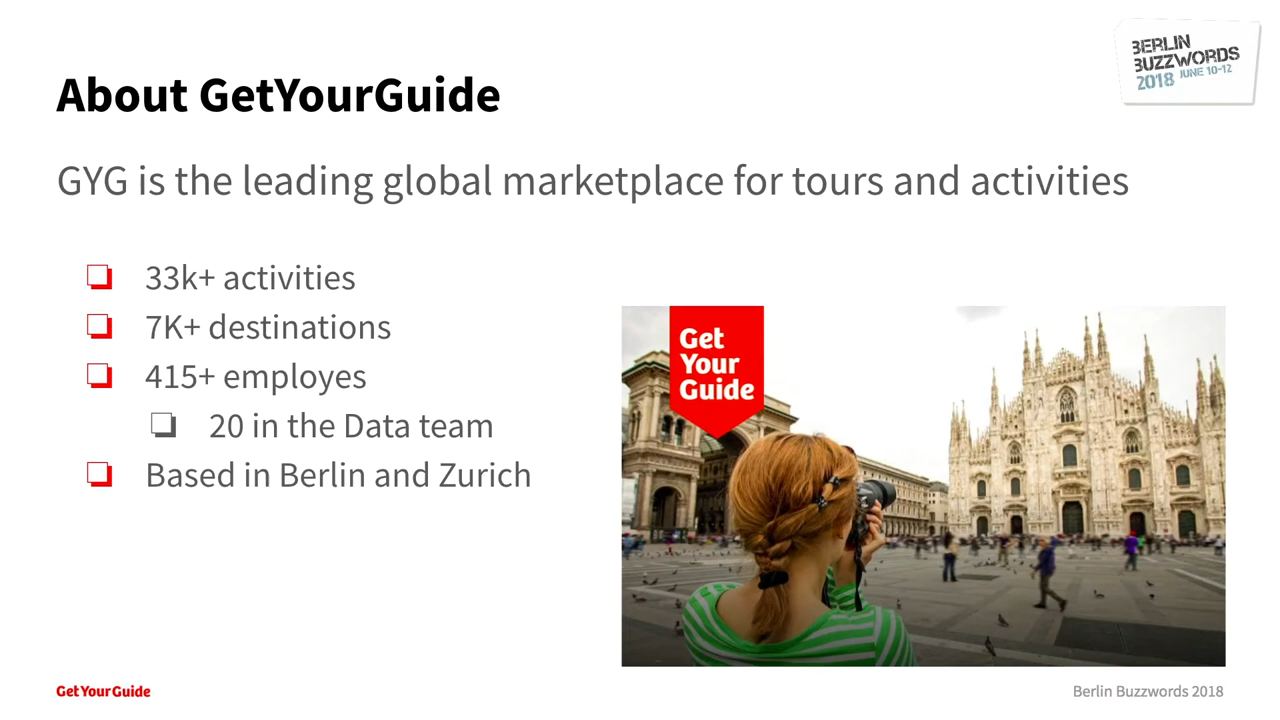 BERLIN
BUZZWORDS
2018 JUNE 10-12
About GetYourGuide
GYG is the leading global marketplace for tours and activities
33k+ activities
7K+ destinations
415+ employes
20 in the Data team
Based in Berlin and Zurich
Get
Your
Guide
GetYourGuide
Berlin Buzzwords 2018